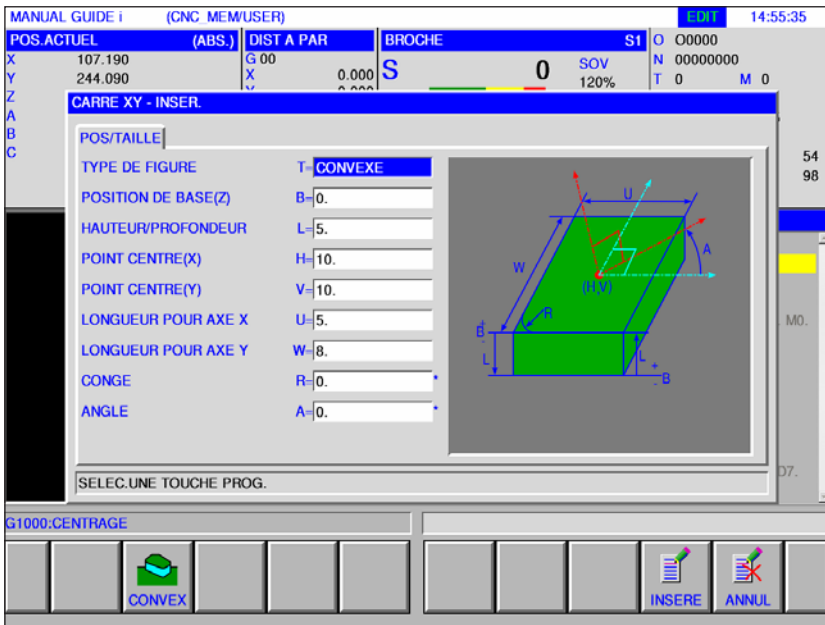 MANUAL GUIDE i (CNC_MEM/USER) EDIT 14:55:35
POS.ACTUEL (ABS.) DIST A PAR BROCHE S1 O O0000
X 107.190 G 00 S 0 SOV N 00000000
Y 244.090 X 0.000 120% T 0 M 0
Z
A
B
C
54
98
CARRE XY - INSER.
POS/TAILLE
TYPE DE FIGURE T=CONVEXE
POSITION DE BASE(Z) B=0.
HAUTEUR/PROFONDEUR L=5.
POINT CENTRE(X) H=10.
POINT CENTRE(Y) V=10.
LONGUEUR POUR AXE X U=5.
LONGUEUR POUR AXE Y W=8.
CONGE R=0. *
ANGLE A=0. *
U
A
W
(H,V)
R
+
B
-
L
L
+
- B
M0.
D7.
SELEC.UNE TOUCHE PROG.
G1000:CENTRAGE
CONVEX INSERE ANNUL